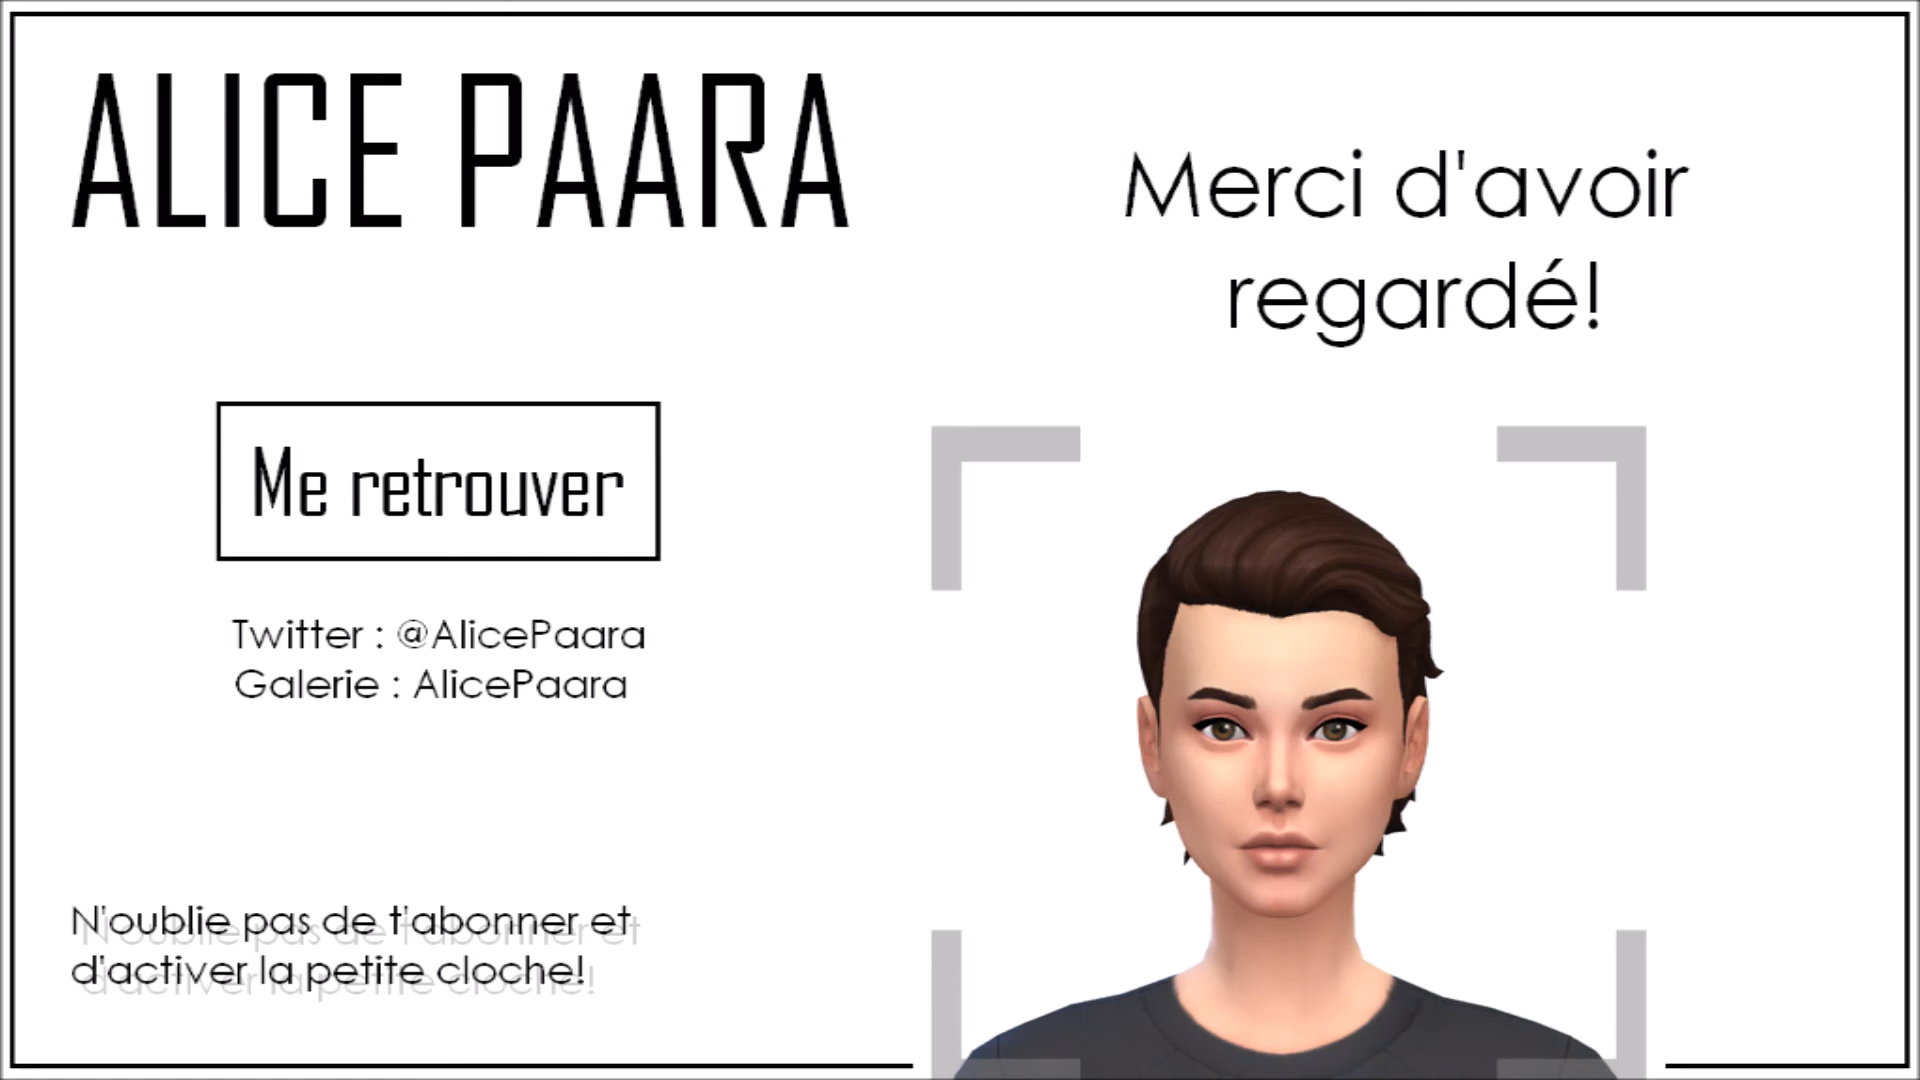 ALICE PAARA
Merci d'avoir
regardé!
Me retrouver
Twitter : @AlicePaara
Galerie : AlicePaara
N'oublie pas de t'abonner et
d'activer la petite cloche!